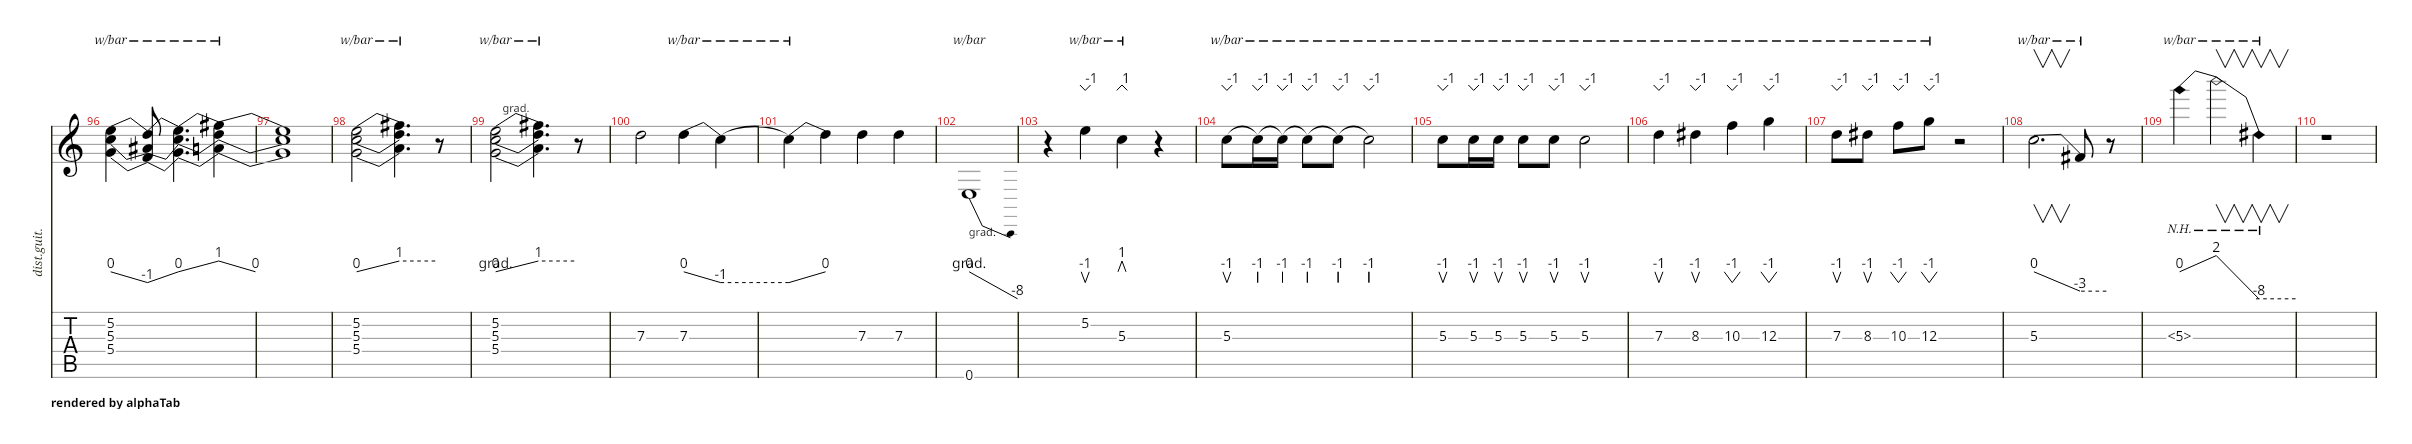 w/bar w/bar w/bar w/bar w/bar w/bar w/bar w/bar w/bar
-1 1 -1 -1 -1 -1 -1 -1 -1 -1 -1 -1 -1 -1 -1 -1 -1 -1 -1 -1 -1 -1
grad.
96 97 98 99 100 101 102 103 104 105 106 107 108 109 110
dist.guit.
grad. N.H.
0 -1 0 1 0 0 1 grad. 0 1 0 -1 0 grad. 0 -8 -1 1 -1 -1 -1 -1 -1 -1 -1 -1 -1 -1 -1 -1 -1 -1 -1 -1 -1 -1 -1 -1 0 -3 0 2 -8
T
A
B
5 5 5 5
5 5 5 7 7 7 7 5 5 5 5 5 5 5 5 7 8 10 12 7 8 10 12 5 <5>
5 5 5
0
rendered by alphaTab